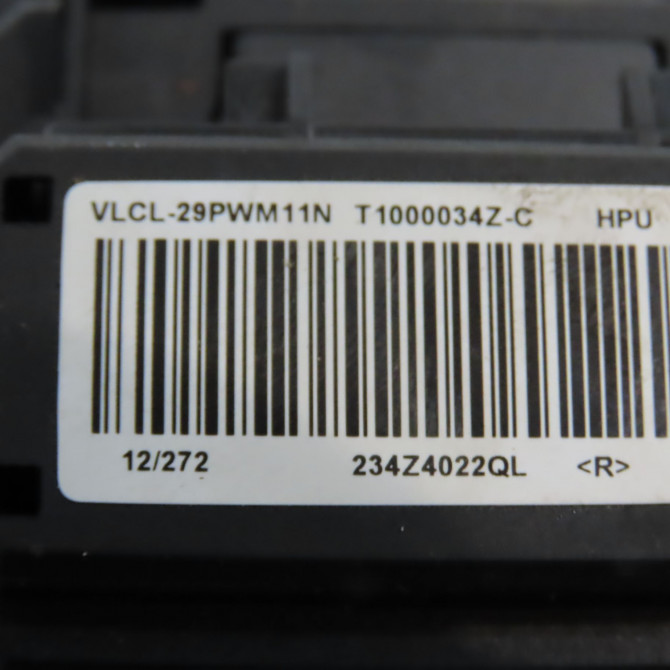 VLCL-29PWM11N T1000034Z-C HPU
12/272 234Z4022QL <R>